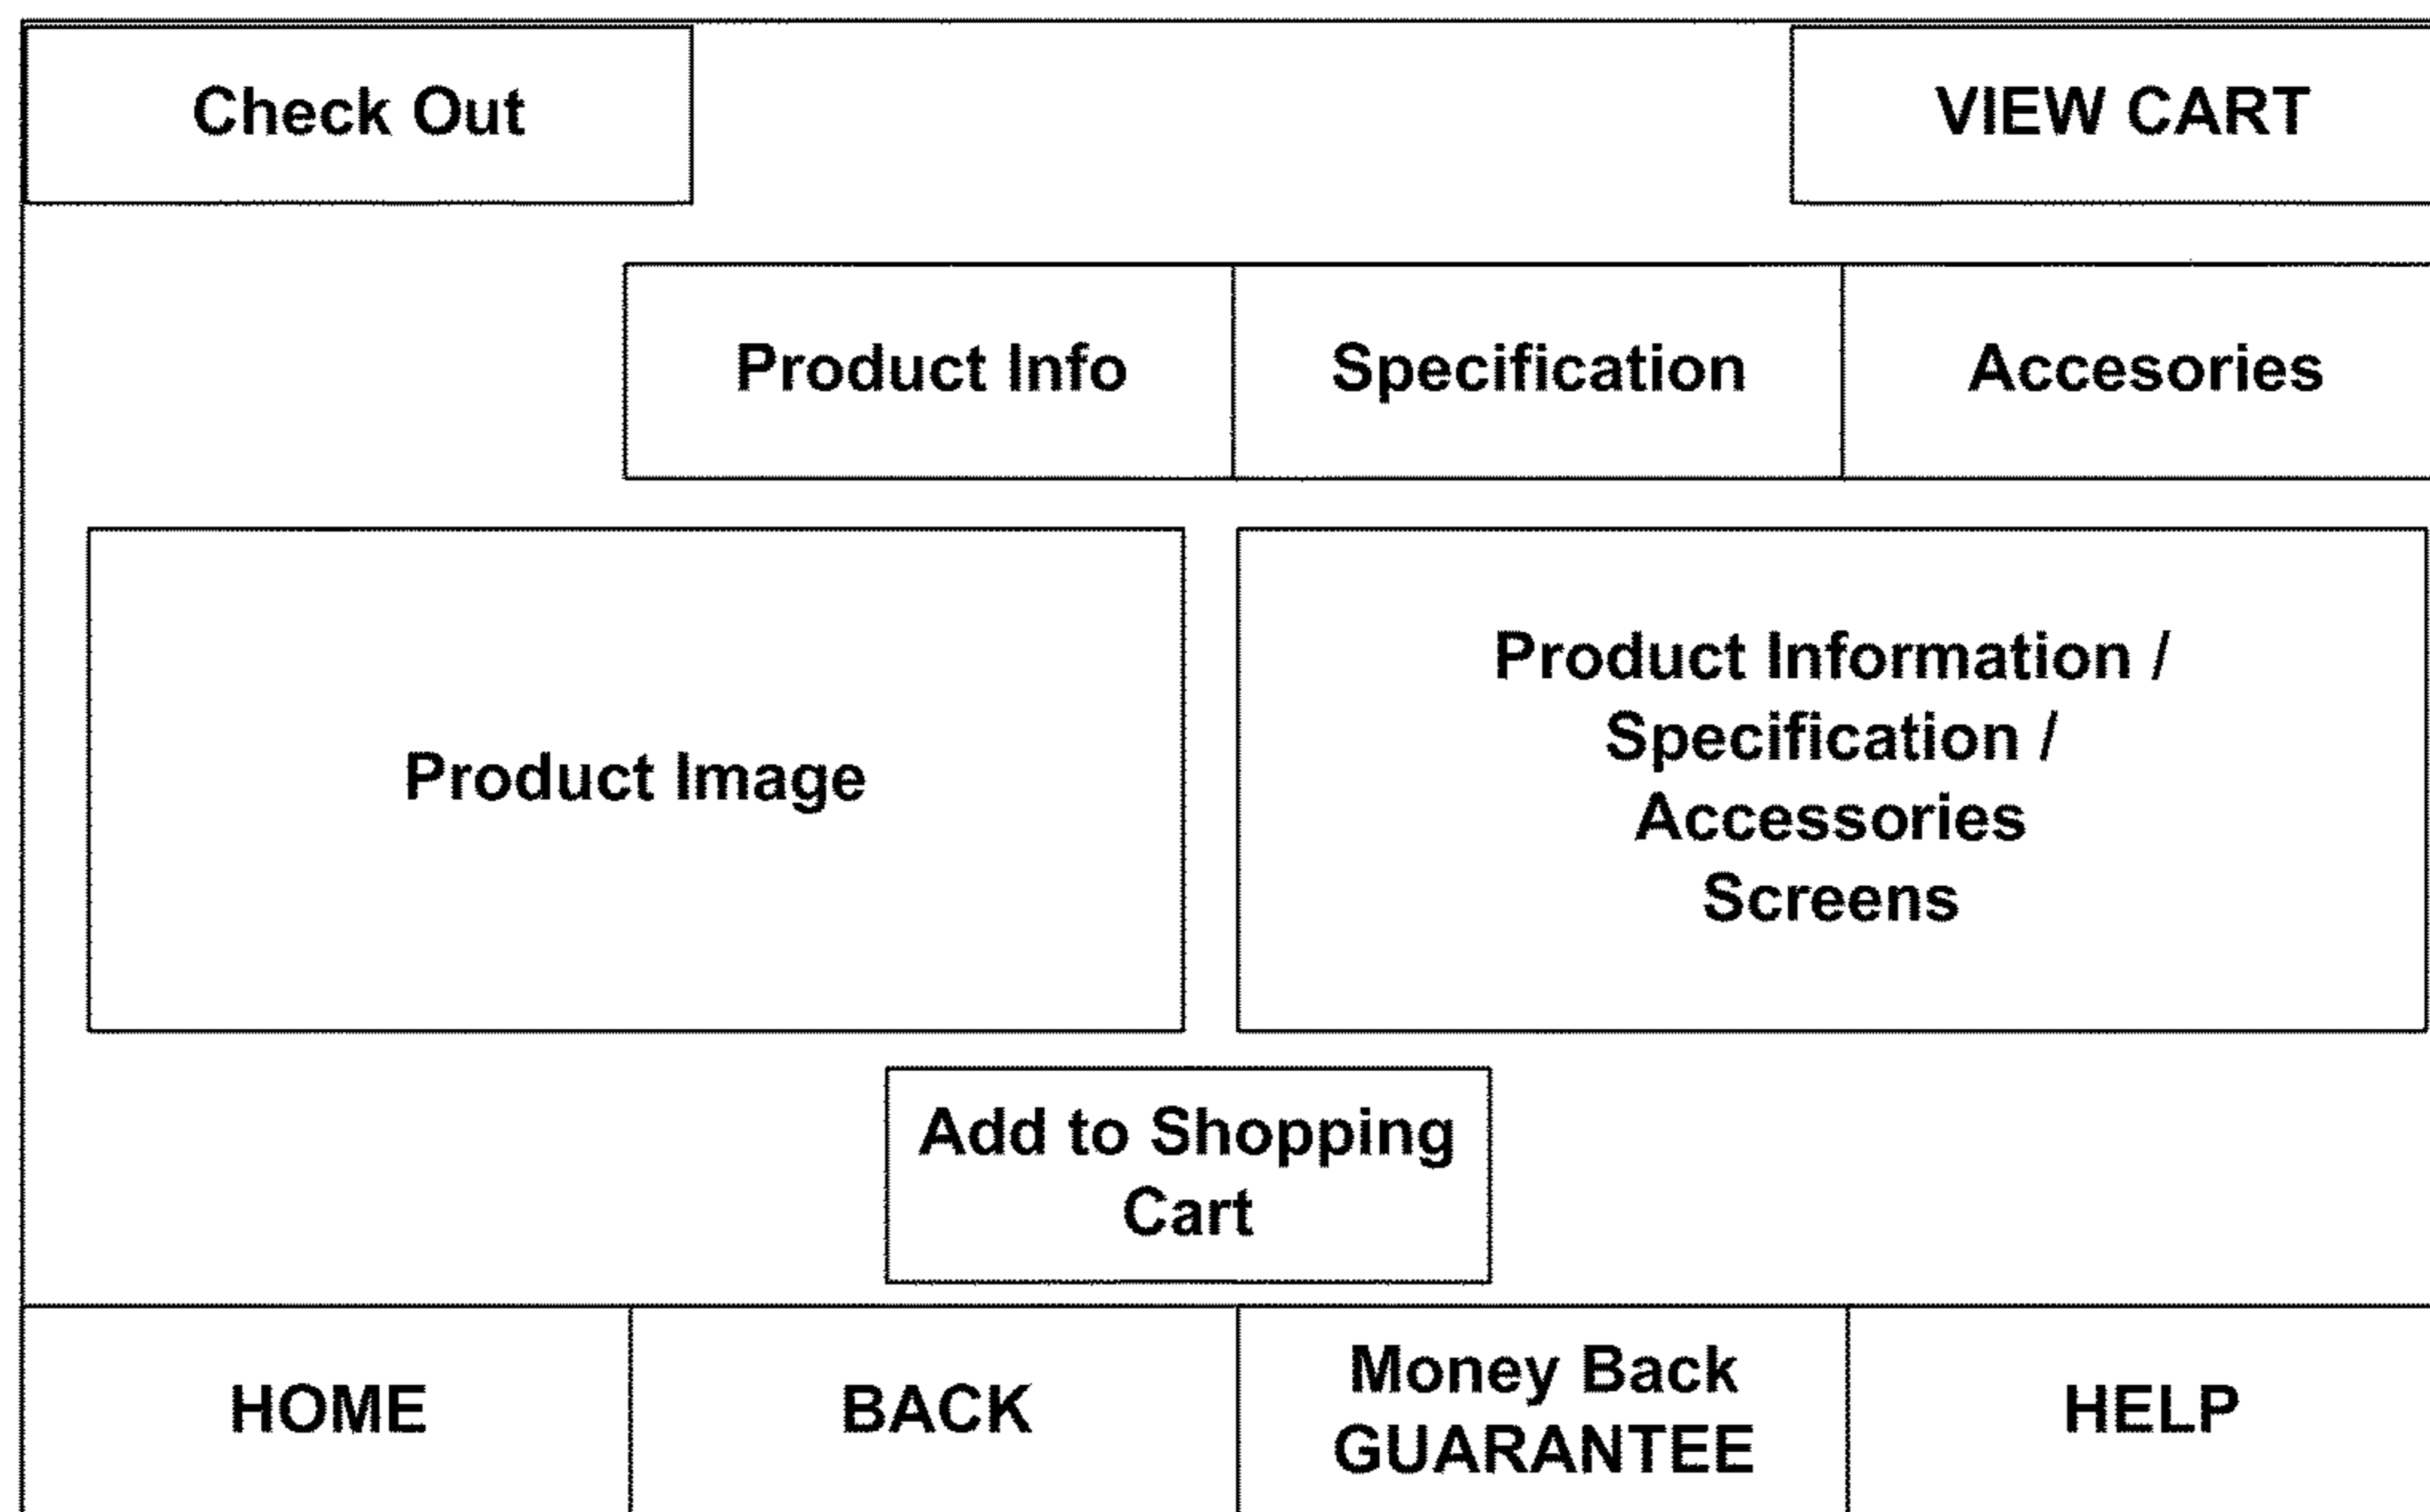 Check Out
VIEW CART
Product Info
Specification
Accesories
Product Image
Product Information /
Specification /
Accessories
Screens
Add to Shopping
Cart
HOME
BACK
Money Back
GUARANTEE
HELP